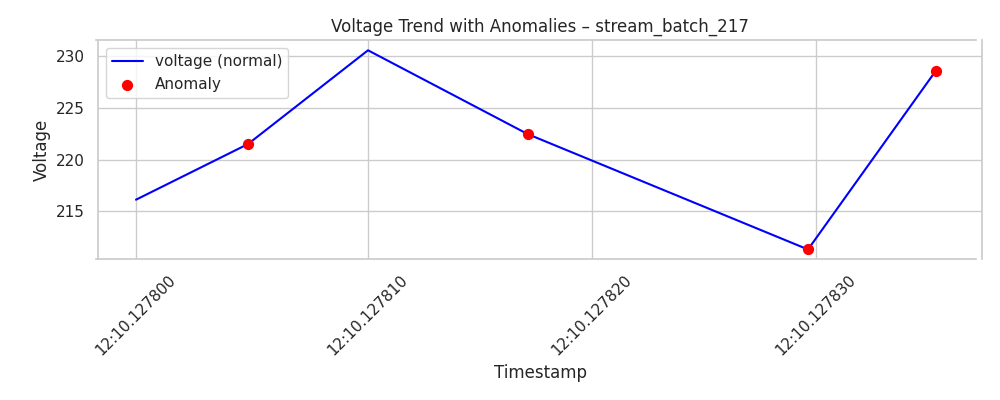 Voltage Trend with Anomalies – stream_batch_217
voltage (normal)
Anomaly
Voltage
230
225
220
215
12:10.127800
12:10.127810
12:10.127820
12:10.127830
Timestamp